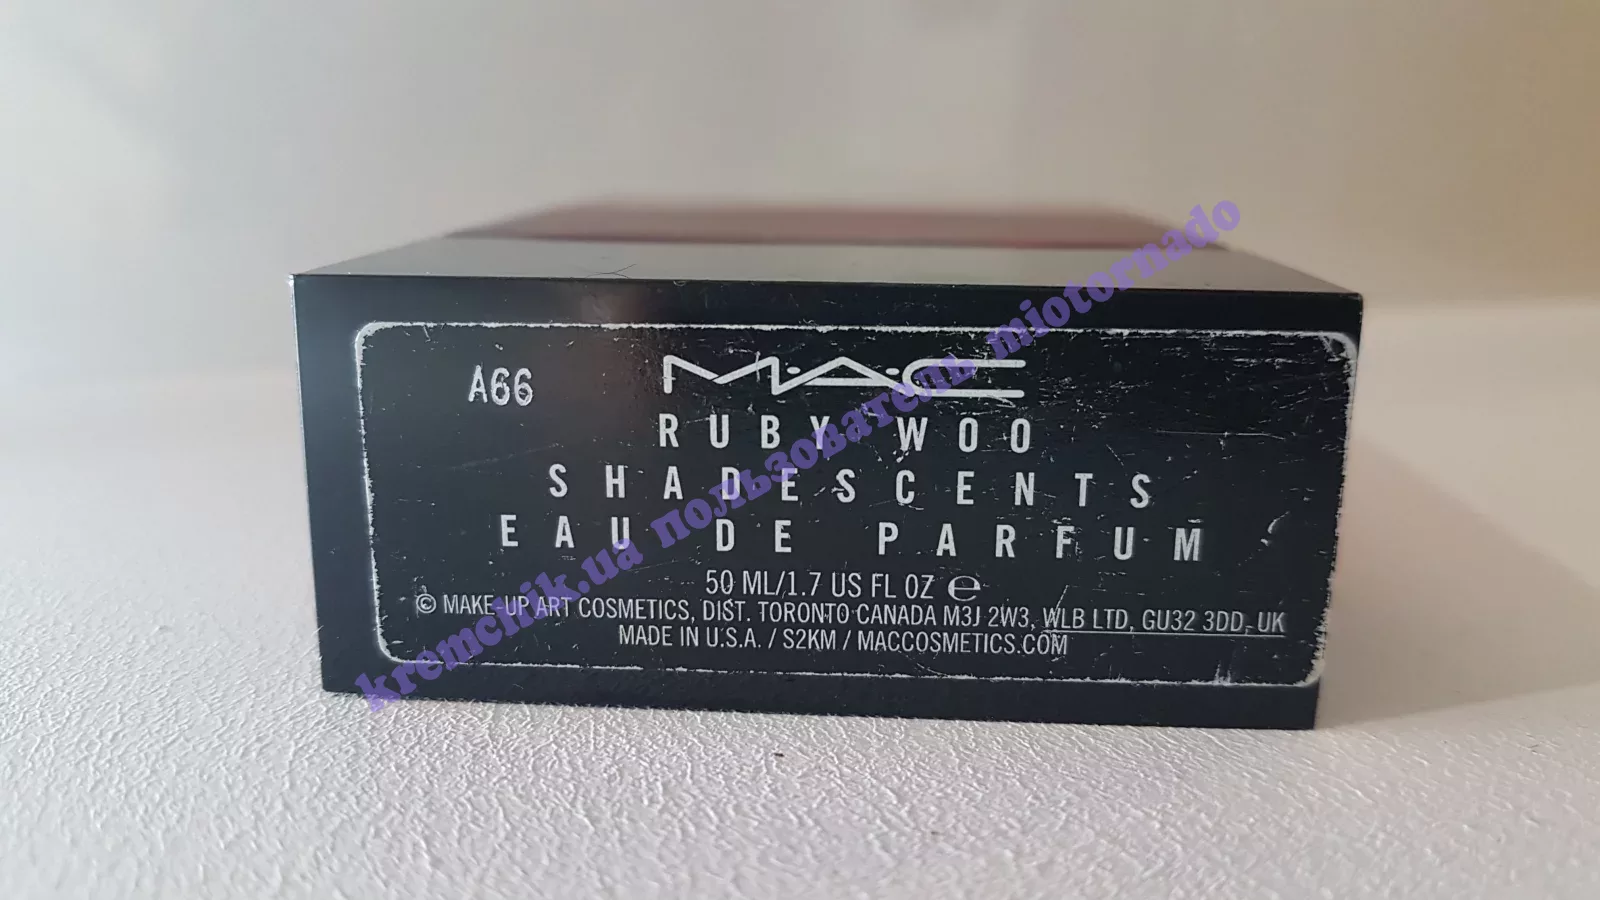 A66
M·A·C
RUBY WOO
SHADESCENTS
EAU DE PARFUM
50 ML/1.7 US FL OZ ℮
© MAKE-UP ART COSMETICS, DIST. TORONTO CANADA M3J 2W3, WLB LTD, GU32 3DD, UK
MADE IN U.S.A. / S2KM / MACCOSMETICS.COM
kremchik.ua пользователь miotornado